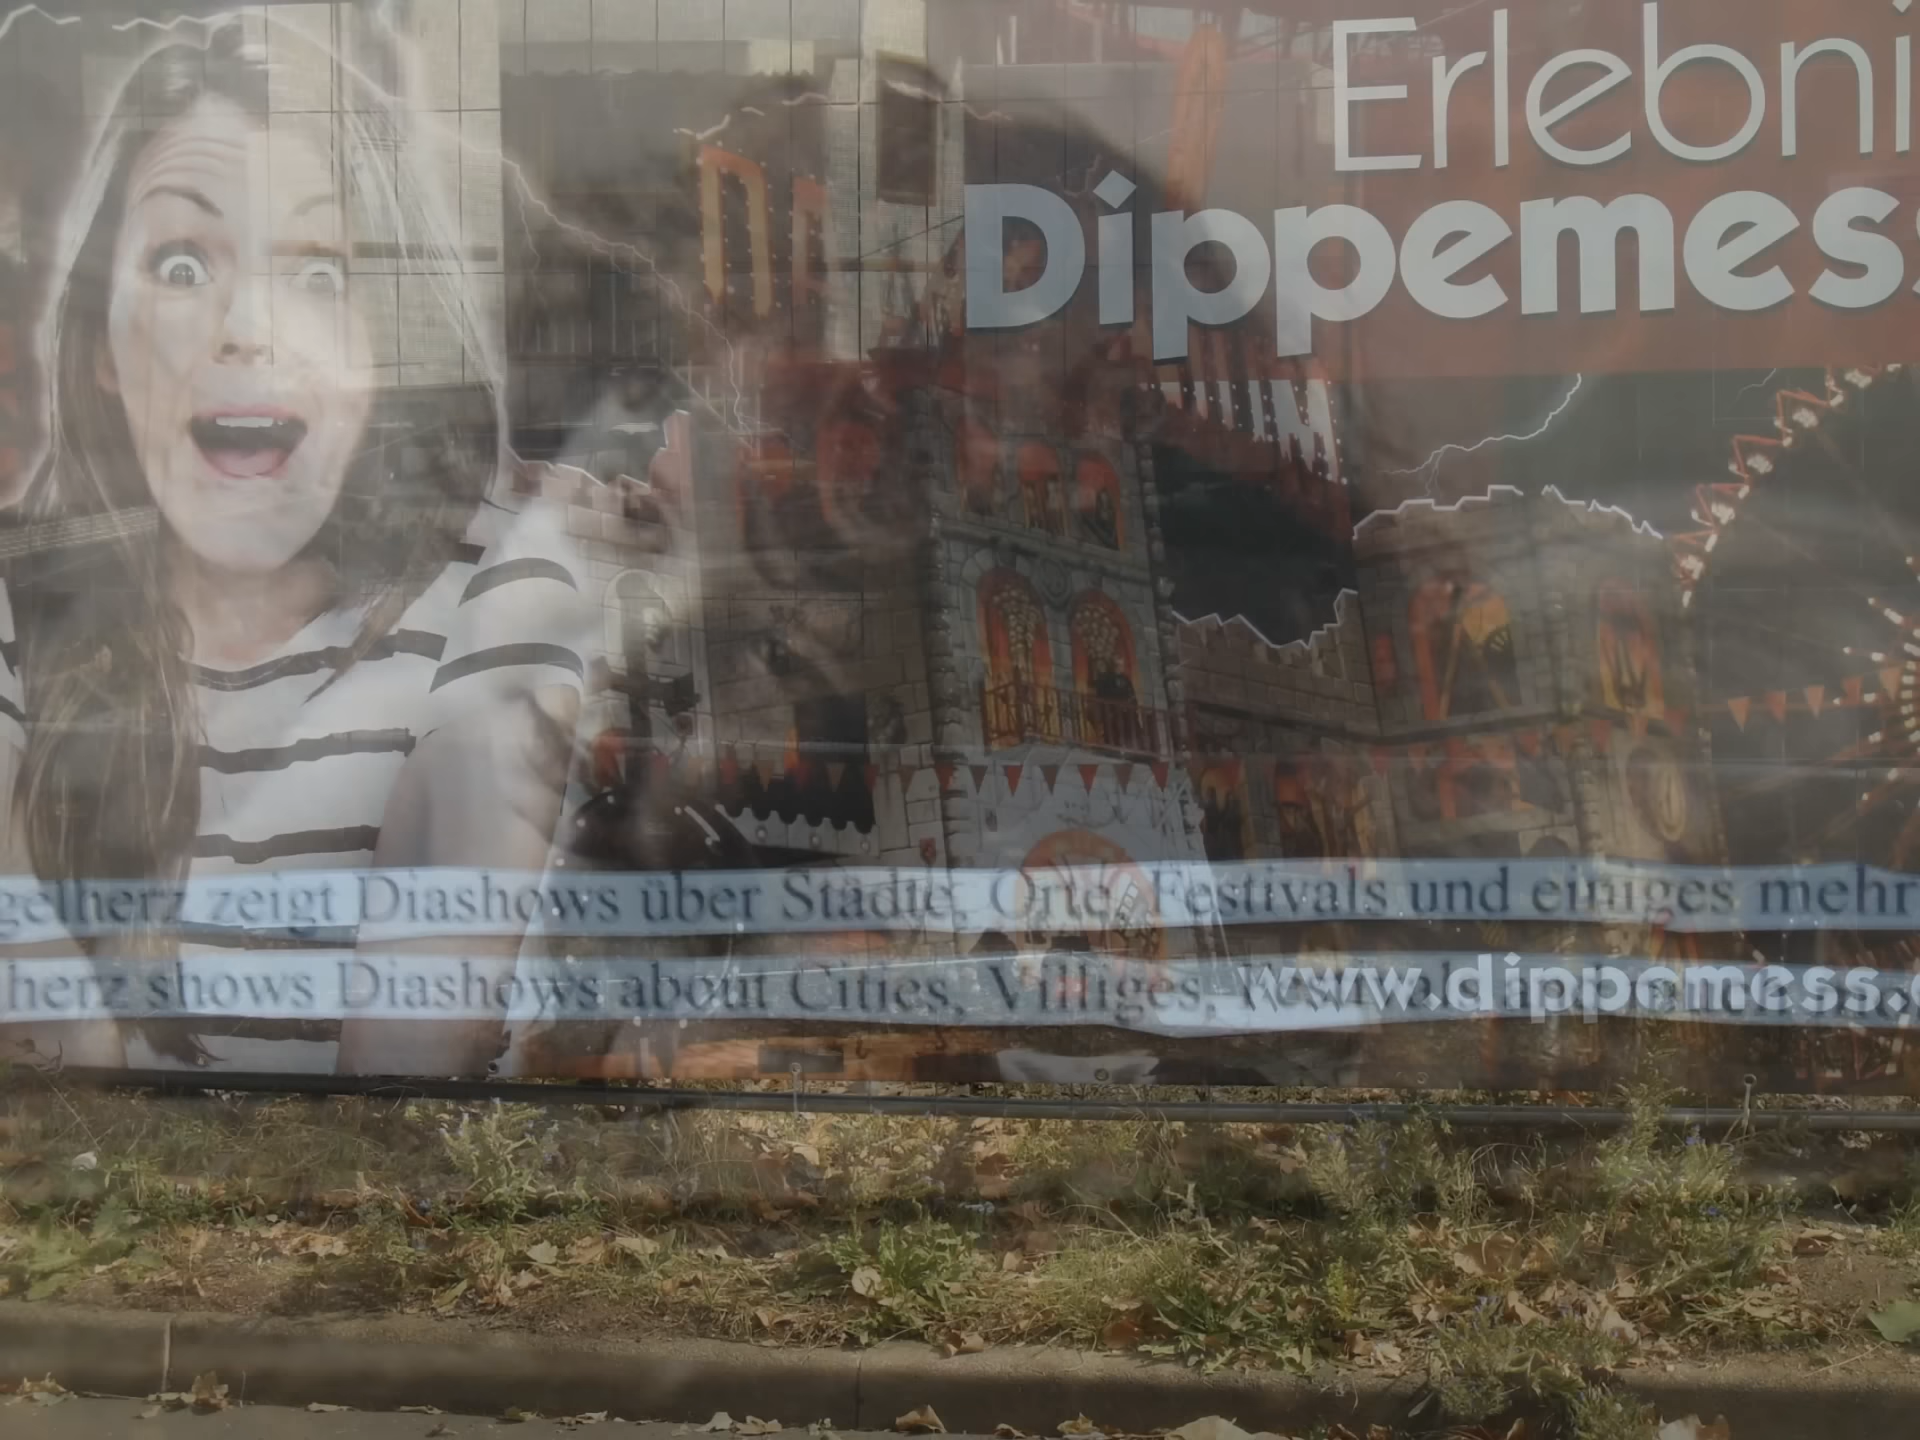 Erlebni
Dippemess
gelherz zeigt Diashows über Städte, Orte, Festivals und einiges mehr
herz shows Diashows about Cities, Villiges,
www.dippemess.